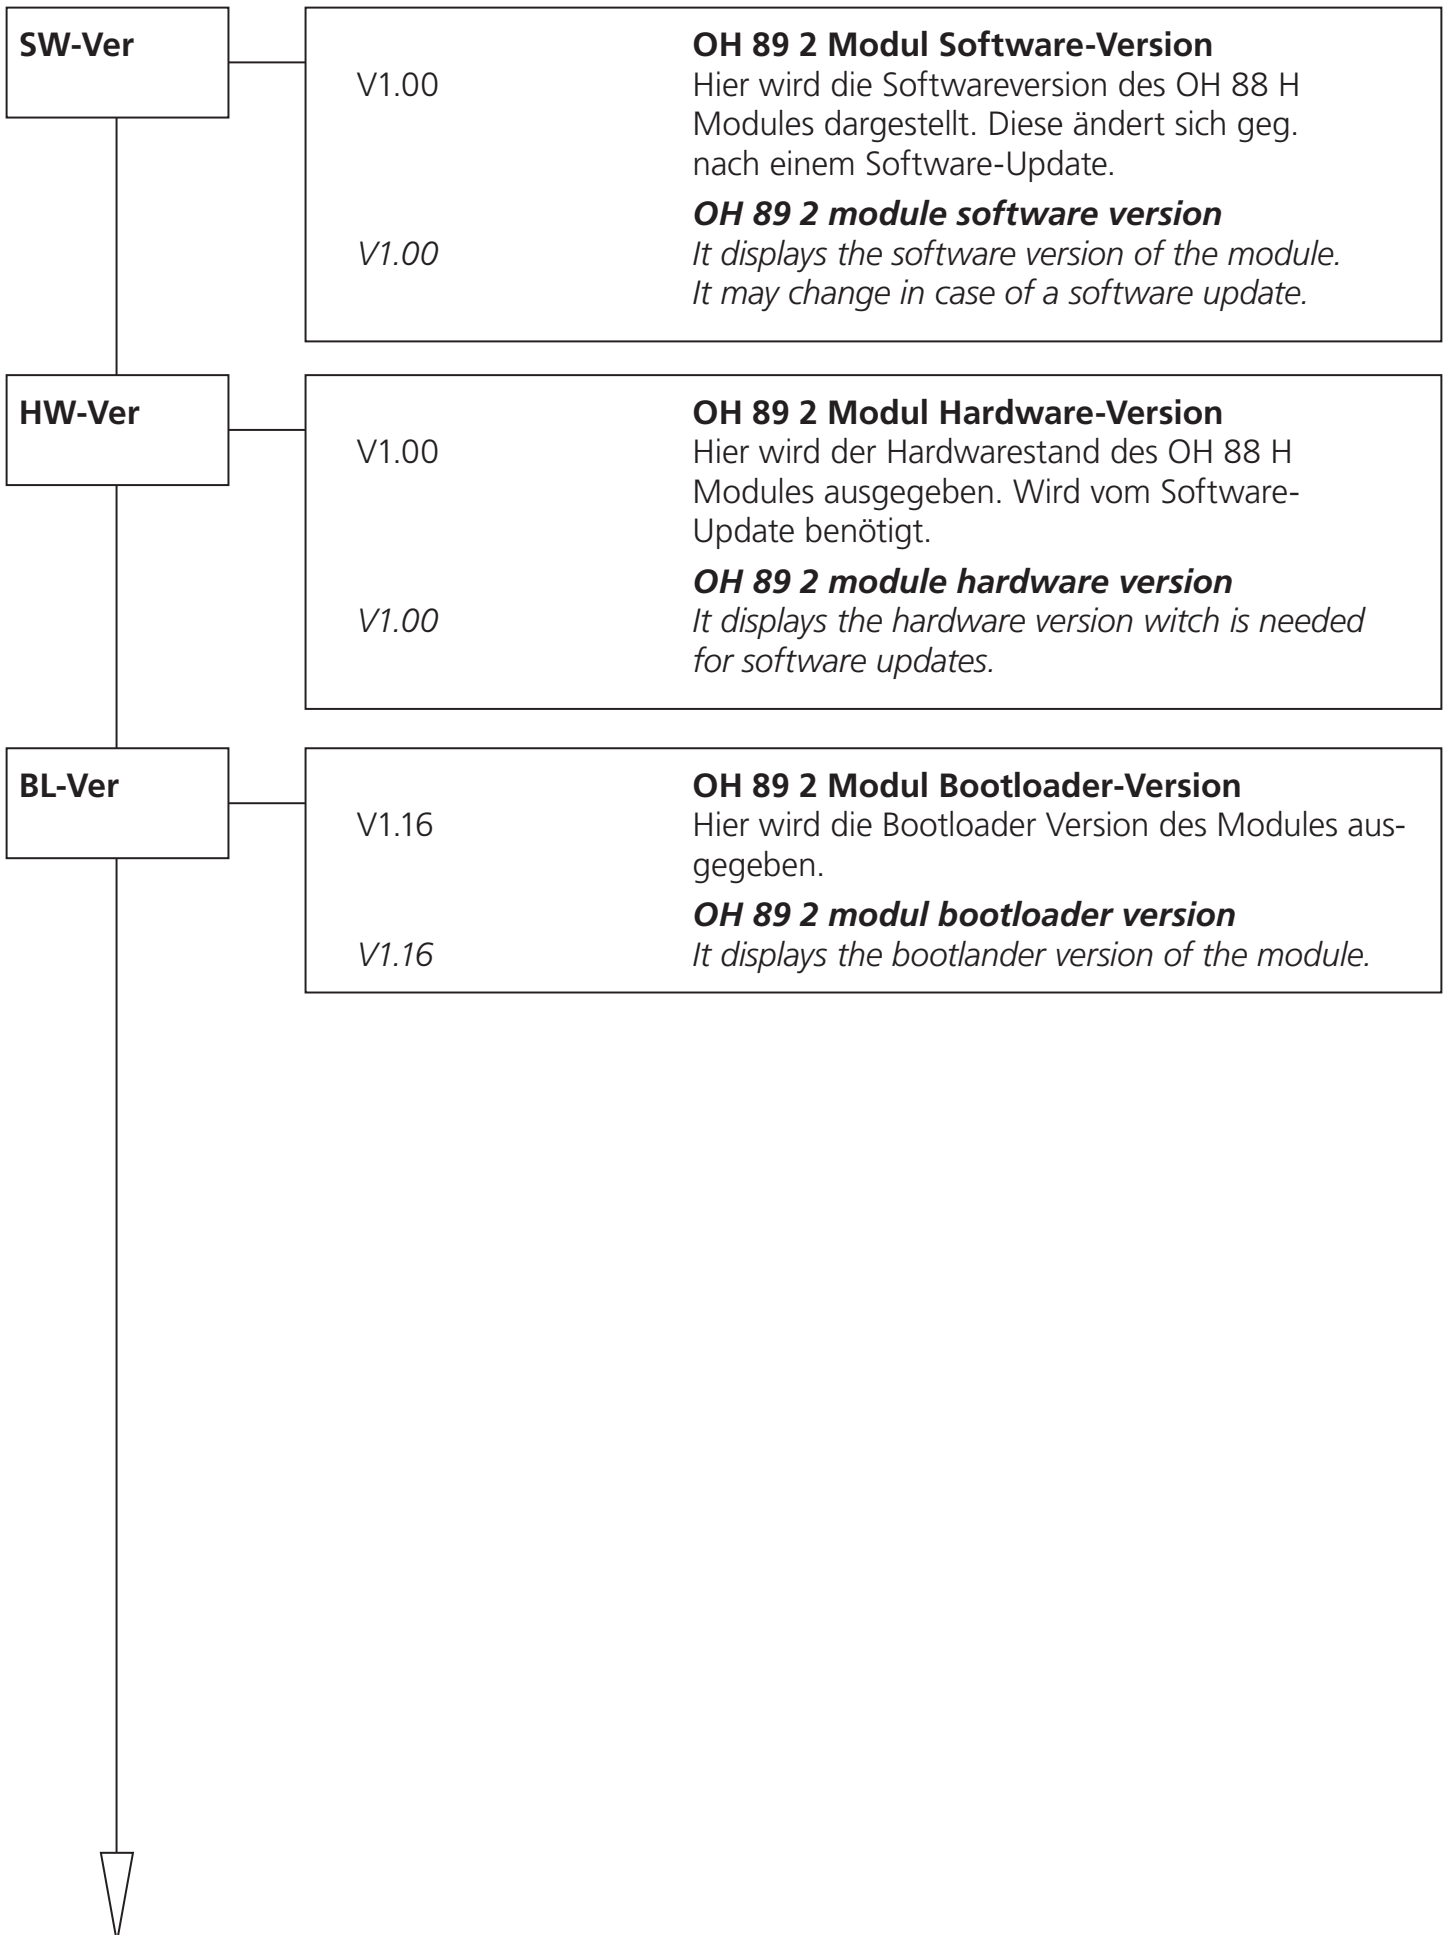 SW-Ver
OH 89 2 Modul Software-Version
V1.00 Hier wird die Softwareversion des OH 88 H
Modules dargestellt. Diese ändert sich geg.
nach einem Software-Update.
OH 89 2 module software version
V1.00 It displays the software version of the module.
It may change in case of a software update.
HW-Ver
OH 89 2 Modul Hardware-Version
V1.00 Hier wird der Hardwarestand des OH 88 H
Modules ausgegeben. Wird vom Software-
Update benötigt.
OH 89 2 module hardware version
V1.00 It displays the hardware version witch is needed
for software updates.
BL-Ver
OH 89 2 Modul Bootloader-Version
V1.16 Hier wird die Bootloader Version des Modules aus-
gegeben.
OH 89 2 modul bootloader version
V1.16 It displays the bootlander version of the module.